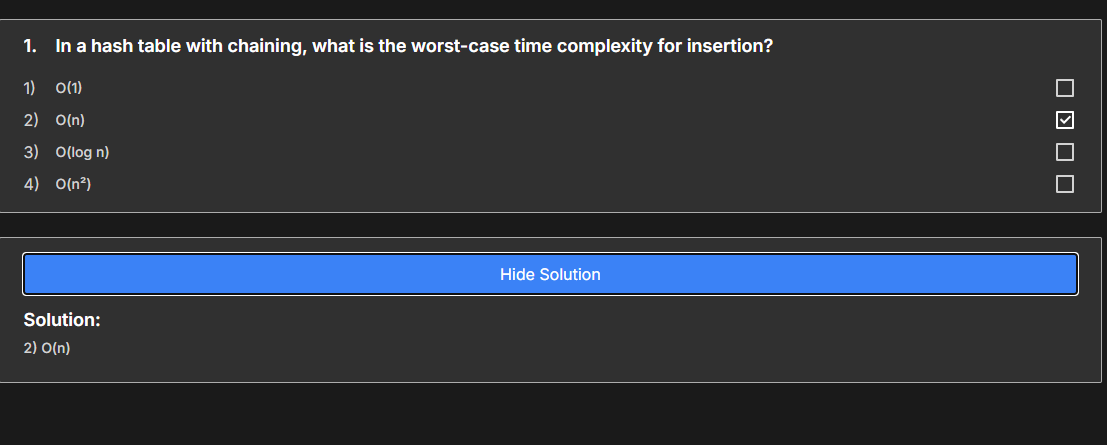 1. In a hash table with chaining, what is the worst-case time complexity for insertion?
1) O(1)
2) O(n)
3) O(log n)
4) O(n²)
Hide Solution
Solution:
2) O(n)